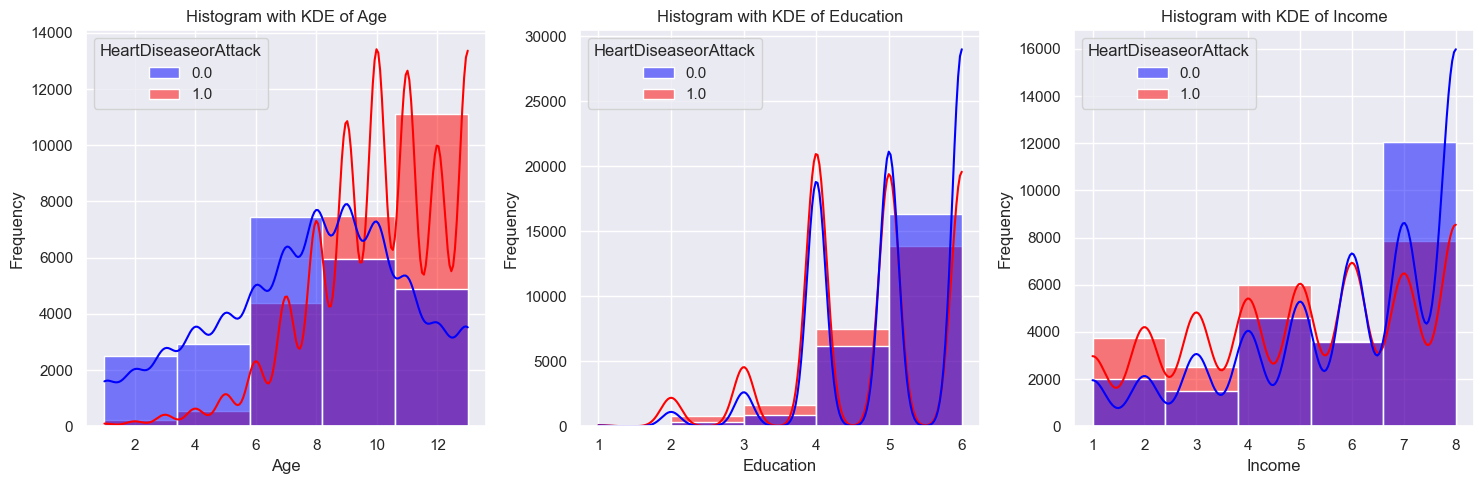 Histogram with KDE of Age
HeartDiseaseorAttack
0.0
1.0
14000
12000
10000
8000
6000
4000
2000
0
Frequency
2 4 6 8 10 12
Age
Histogram with KDE of Education
HeartDiseaseorAttack
0.0
1.0
30000
25000
20000
15000
10000
5000
0
Frequency
1 2 3 4 5 6
Education
Histogram with KDE of Income
HeartDiseaseorAttack
0.0
1.0
16000
14000
12000
10000
8000
6000
4000
2000
0
Frequency
1 2 3 4 5 6 7 8
Income